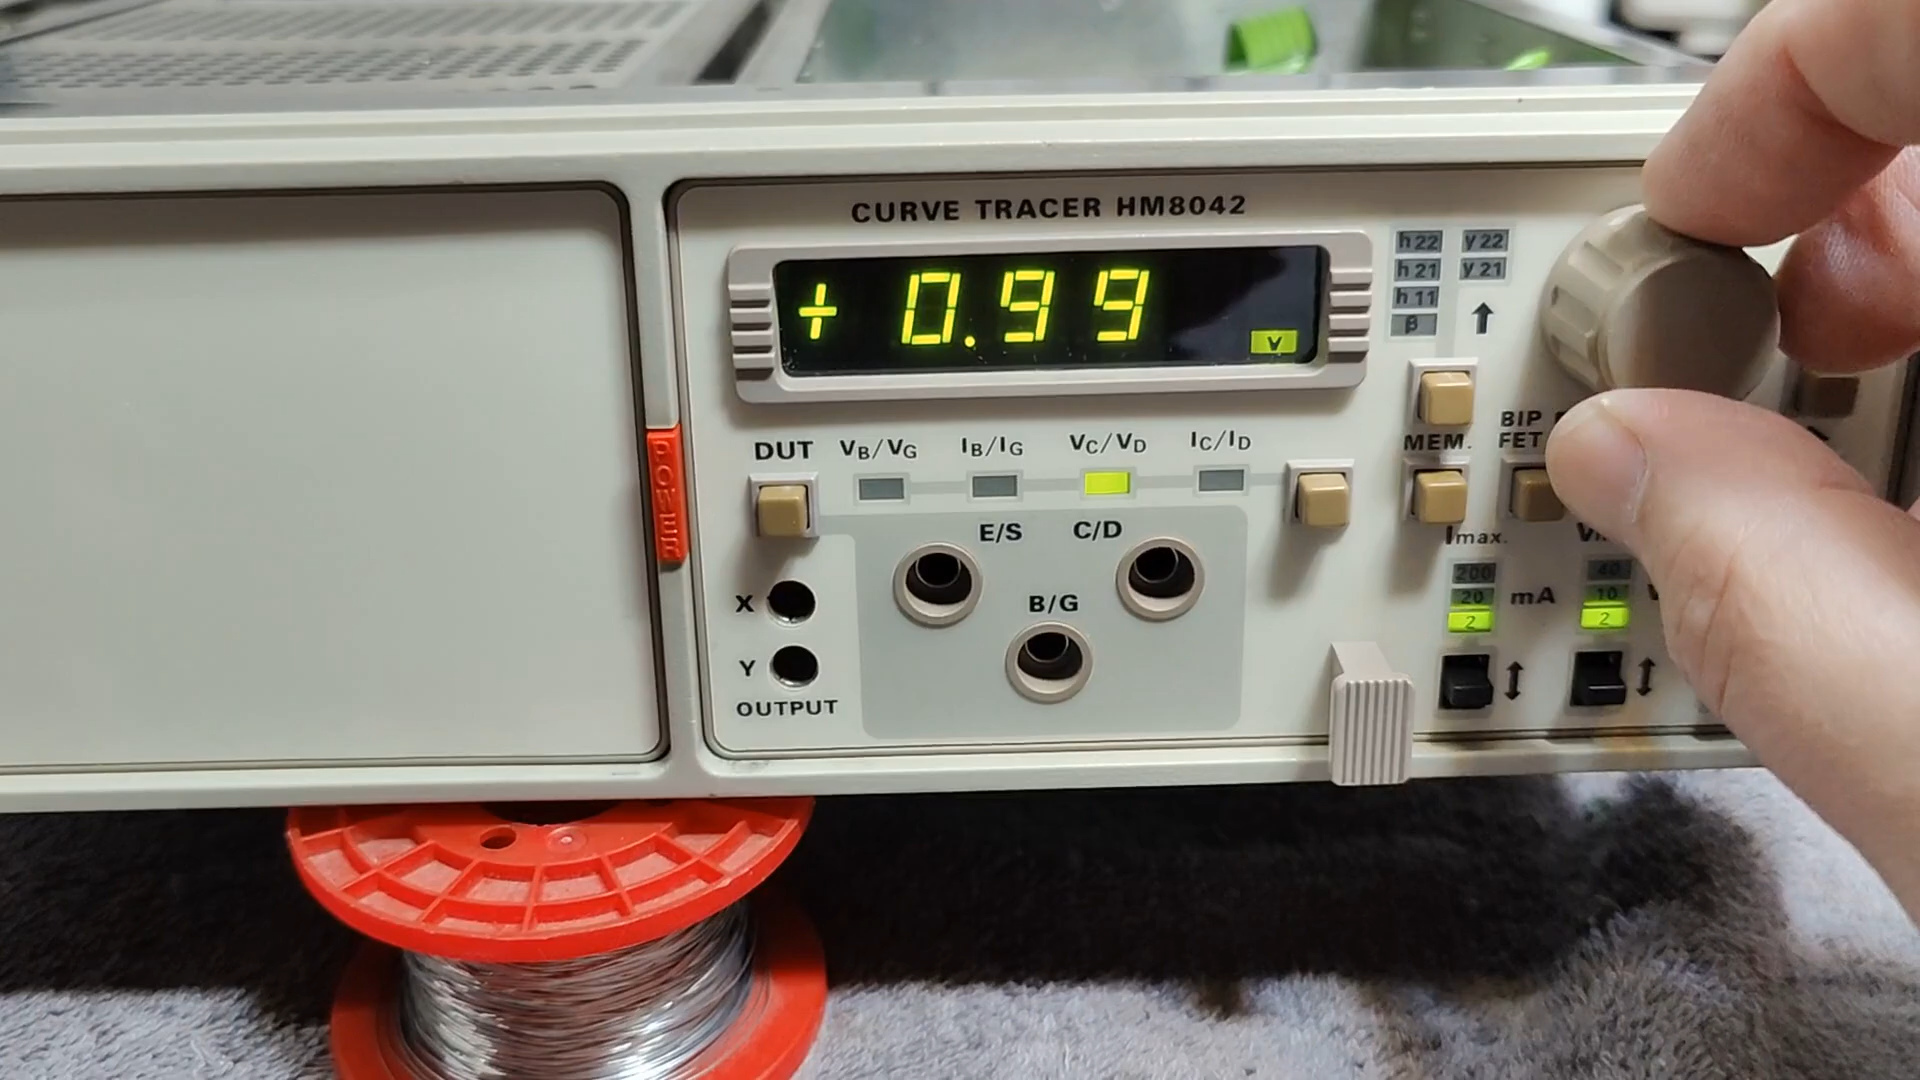 CURVE TRACER HM8042
+ 0.99
V
h22 y22
h21 y21
h11
β
BIP
FET
MEM.
DUT VB/VG IB/IG VC/VD IC/ID
POWER
E/S C/D
B/G
X
Y
OUTPUT
Imax.
200
20
2
mA
40
10
2